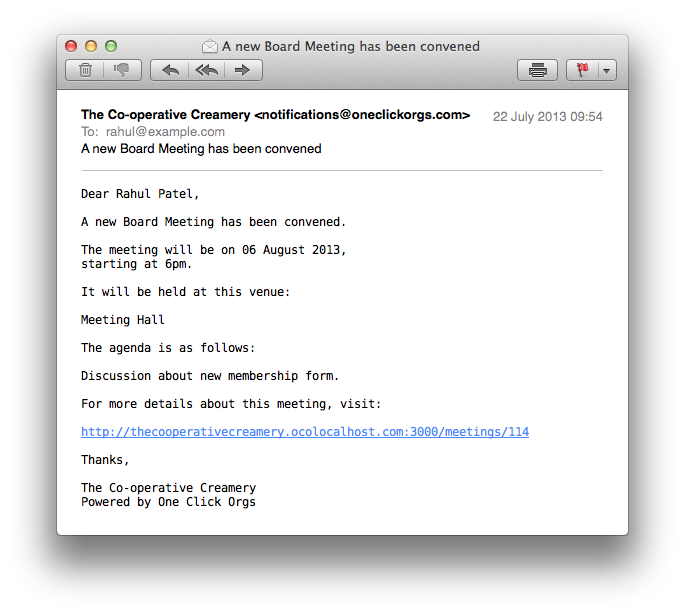 A new Board Meeting has been convened
The Co-operative Creamery <notifications@oneclickorgs.com> 22 July 2013 09:54
To: rahul@example.com
A new Board Meeting has been convened
Dear Rahul Patel,
A new Board Meeting has been convened.
The meeting will be on 06 August 2013,
starting at 6pm.
It will be held at this venue:
Meeting Hall
The agenda is as follows:
Discussion about new membership form.
For more details about this meeting, visit:
http://thecooperativecreamery.ocolocalhost.com:3000/meetings/114
Thanks,
The Co-operative Creamery
Powered by One Click Orgs